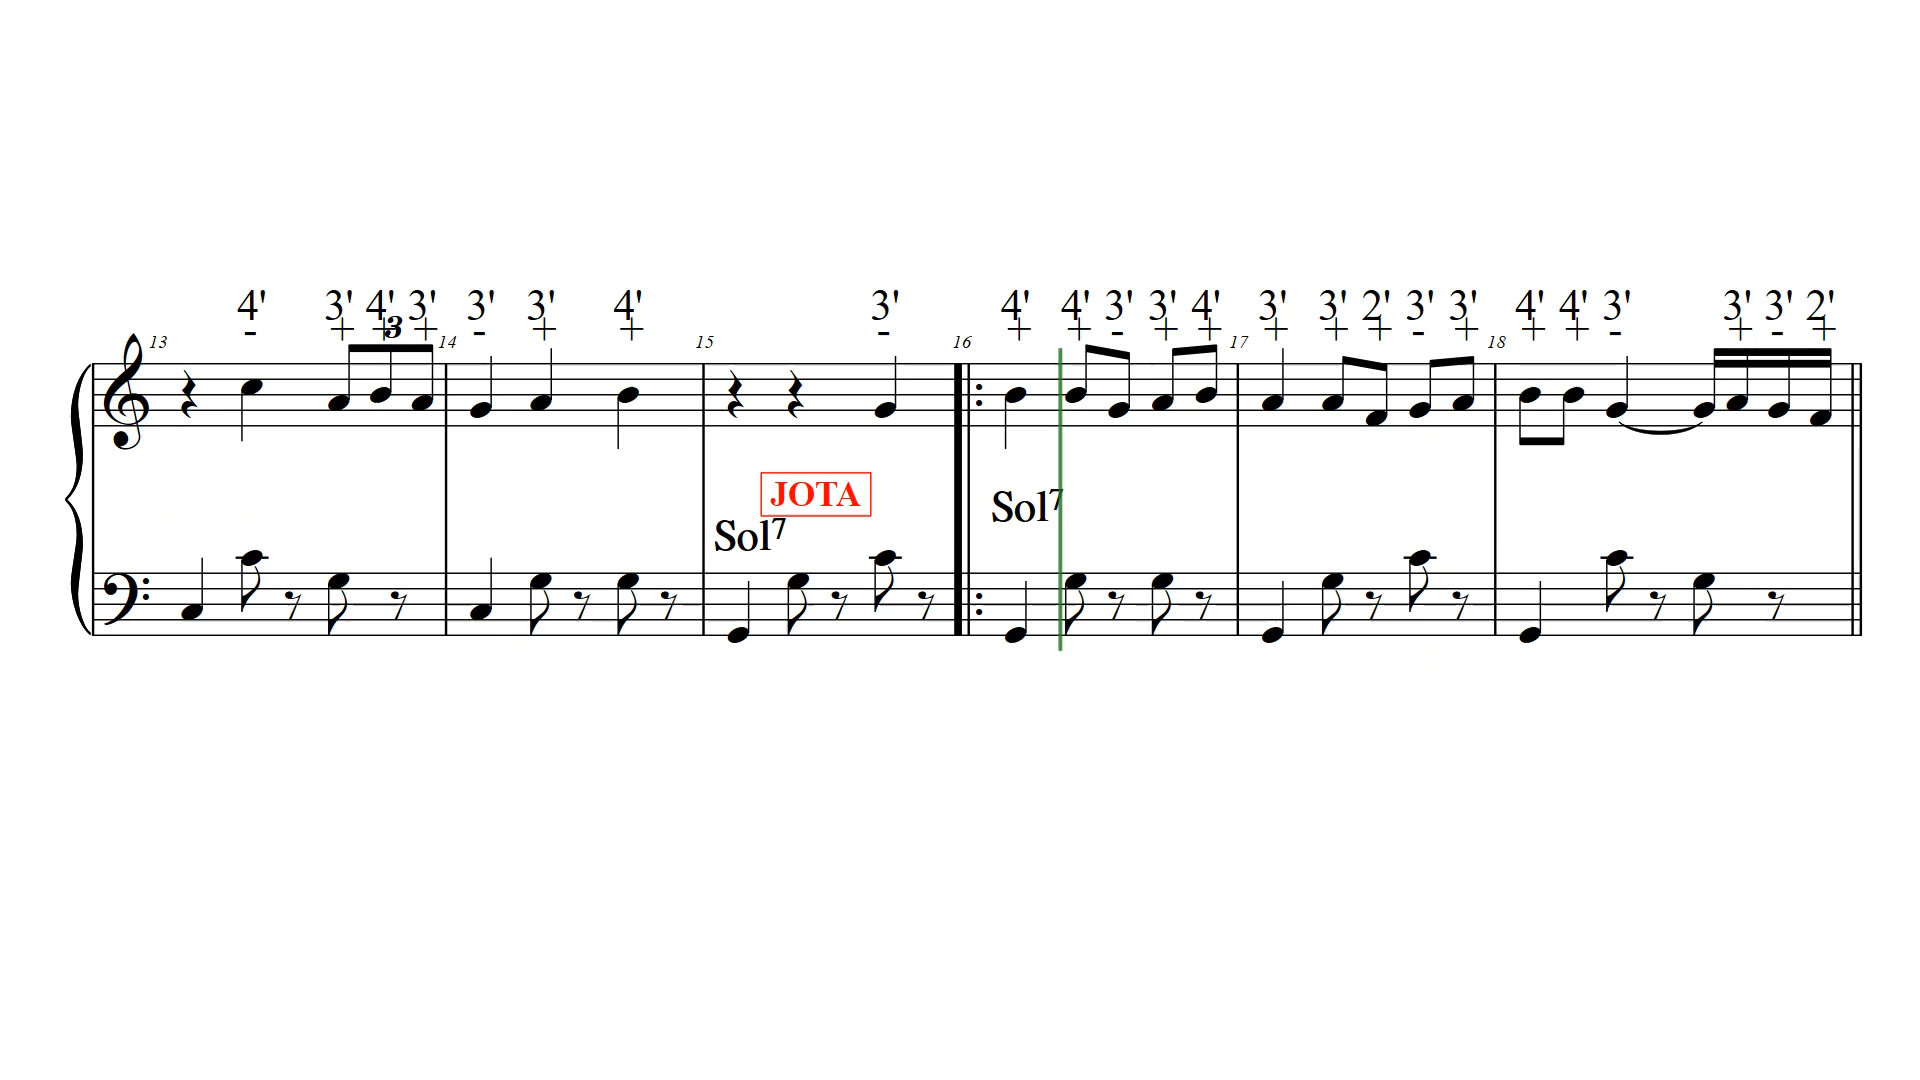 4' 3' 4' 3' 3' 3' 4' 3' 4' 4' 3' 3' 4' 3' 3' 2' 3' 3' 4' 4' 3' 3' 3' 2'
- + + + - + + - + + - + + + + + - + + + - + - +
3
13 14 15 16 17 18
JOTA
Sol7 Sol7